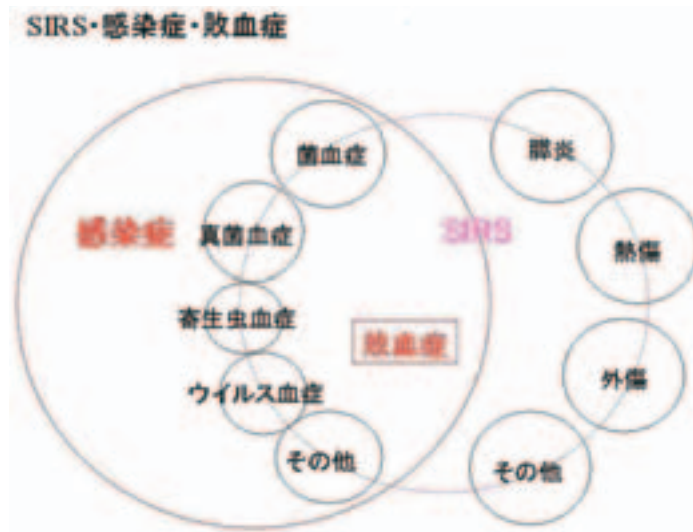 SIRS・感染症・敗血症
菌血症
膵炎
感染症
真菌血症
SIRS
熱傷
寄生虫血症
敗血症
ウイルス血症
外傷
その他
その他